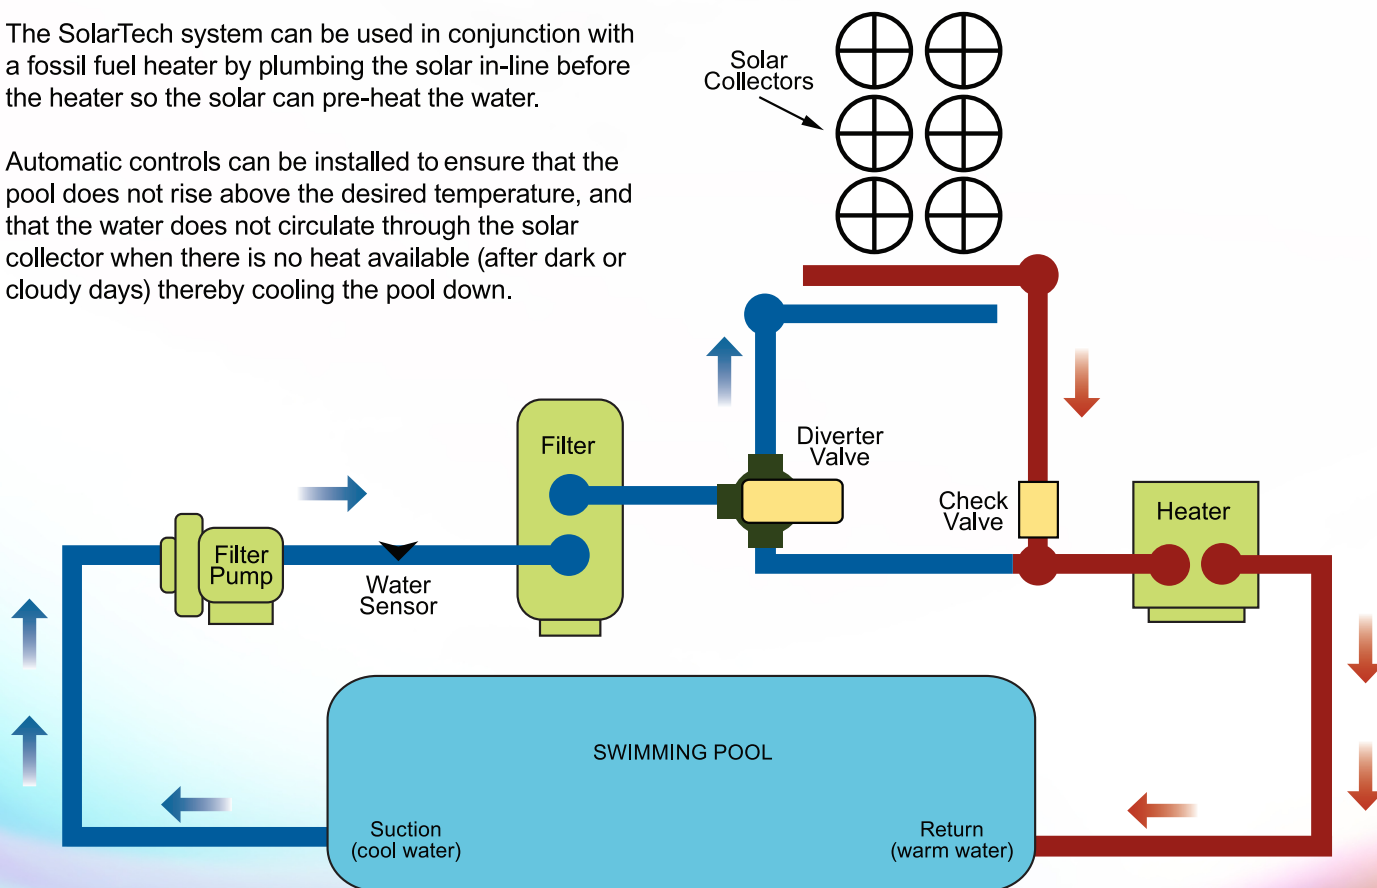 The SolarTech system can be used in conjunction with
a fossil fuel heater by plumbing the solar in-line before
the heater so the solar can pre-heat the water.
Automatic controls can be installed to ensure that the
pool does not rise above the desired temperature, and
that the water does not circulate through the solar
collector when there is no heat available (after dark or
cloudy days) thereby cooling the pool down.
Solar
Collectors
Filter
Diverter
Valve
Check
Valve
Heater
Filter
Pump
Water
Sensor
SWIMMING POOL
Suction
(cool water)
Return
(warm water)